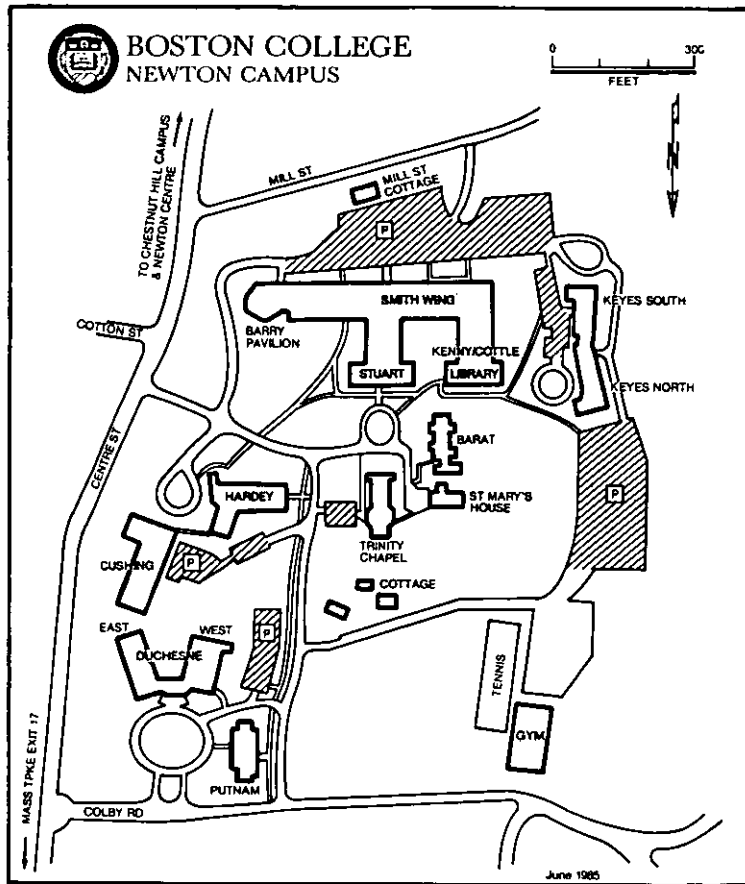 BOSTON COLLEGE
NEWTON CAMPUS
0 300
FEET
N
TO CHESTNUT HILL CAMPUS
& NEWTON CENTRE
MILL ST
MILL ST
COTTAGE
P
SMITH WING
KEYES SOUTH
COTTON ST
BARRY
PAVILION
KENNY/COTTLE
STUART
LIBRARY
KEYES NORTH
BARAT
CENTRE ST
HARDEY
ST MARY'S
HOUSE
P
TRINITY
CHAPEL
CUSHING
P
COTTAGE
EAST
WEST
P
DUCHESNE
TENNIS
GYM
MASS TPKE EXIT 17
PUTNAM
COLBY RD
June 1985